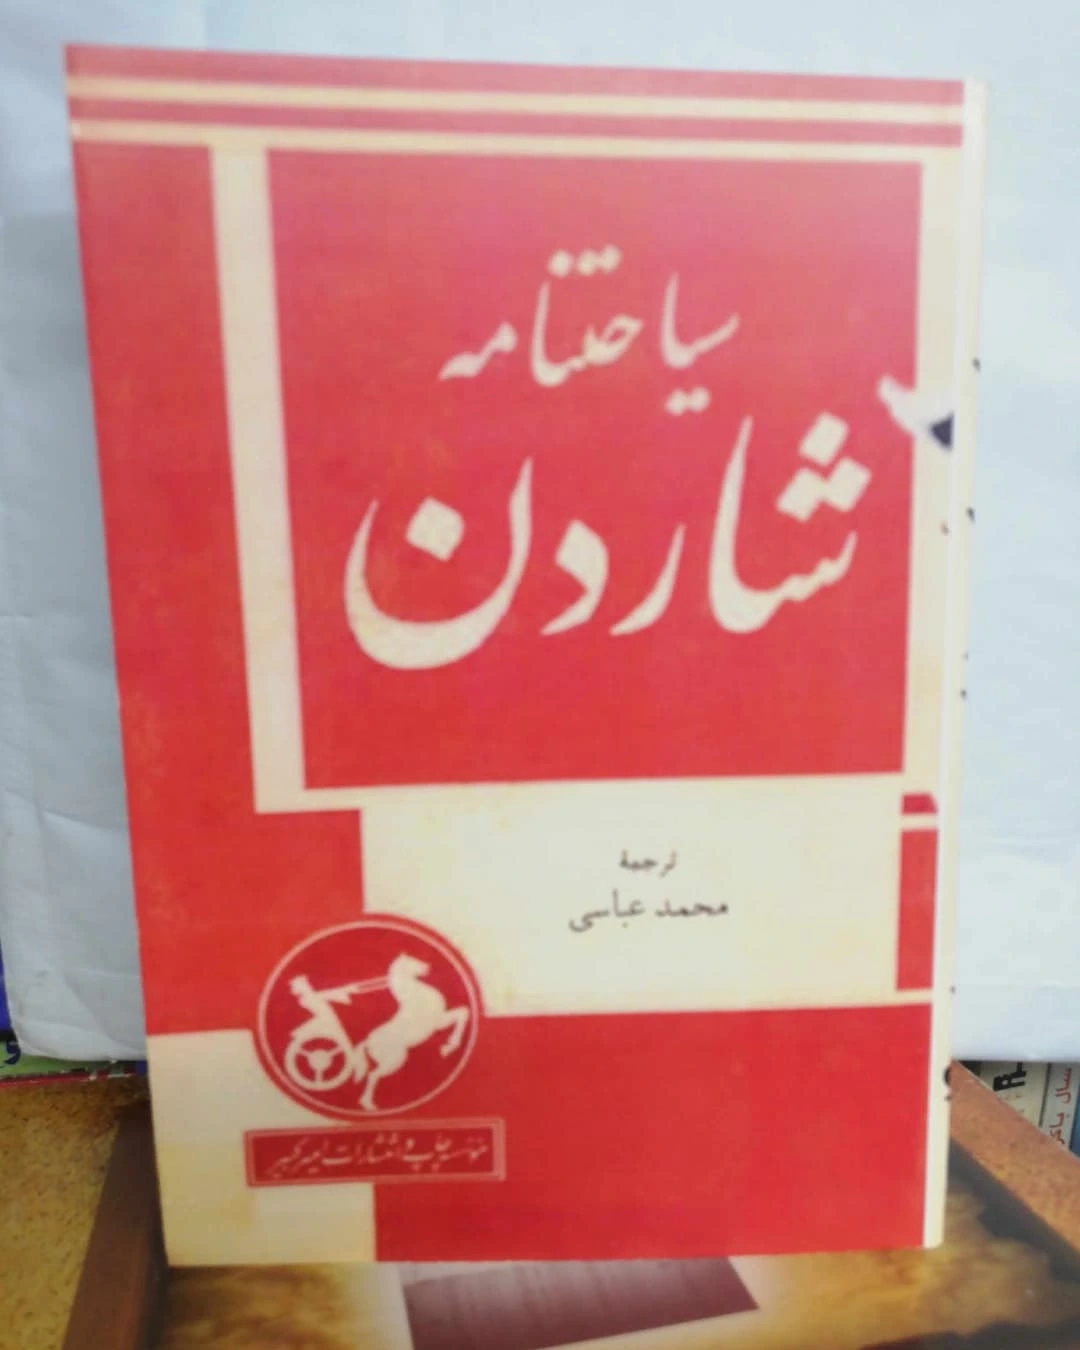 سیاحتنامه
شاردن
ترجمهٔ
محمد عباسی
مؤسسه چاپ و انتشارات امیرکبیر